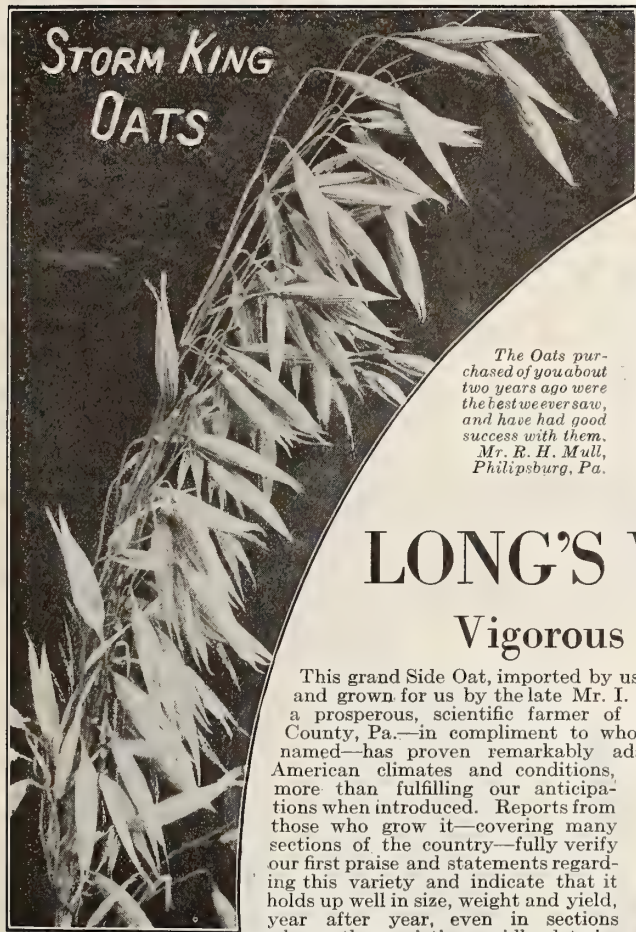 STORM KING
OATS
The Oats pur-
chased of you about
two years ago were
the best we ever saw,
and have had good
success with them.
Mr. R. H. Mull,
Philipsburg, Pa.
LONG'S
Vigorous
This grand Side Oat, imported by us
and grown for us by the late Mr. I.
a prosperous, scientific farmer of
County, Pa.—in compliment to who
named—has proven remarkably ad
American climates and conditions,
more than fulfilling our anticipa-
tions when introduced. Reports from
those who grow it—covering many
sections of the country—fully verify
our first praise and statements regard-
ing this variety and indicate that it
holds up well in size, weight and yield,
year after year, even in sections